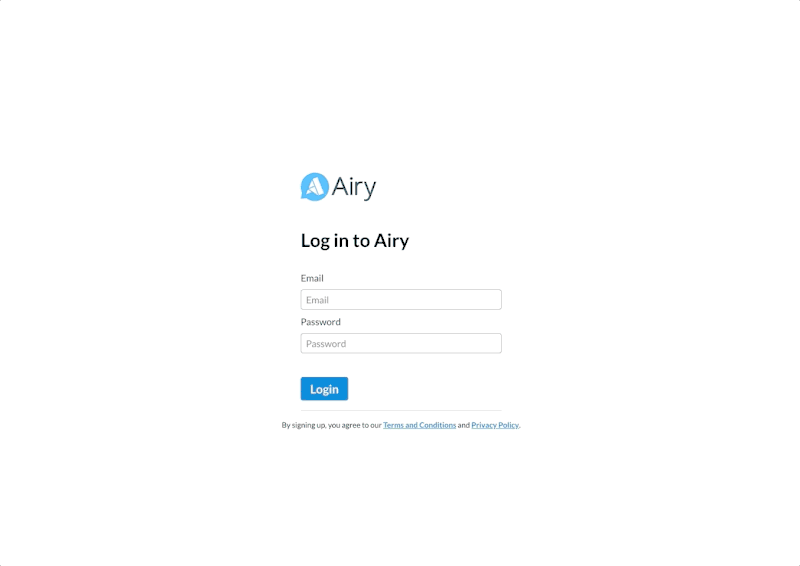 Airy
Log in to Airy
Email
Email
Password
Password
Login
By signing up, you agree to our Terms and Conditions and Privacy Policy.